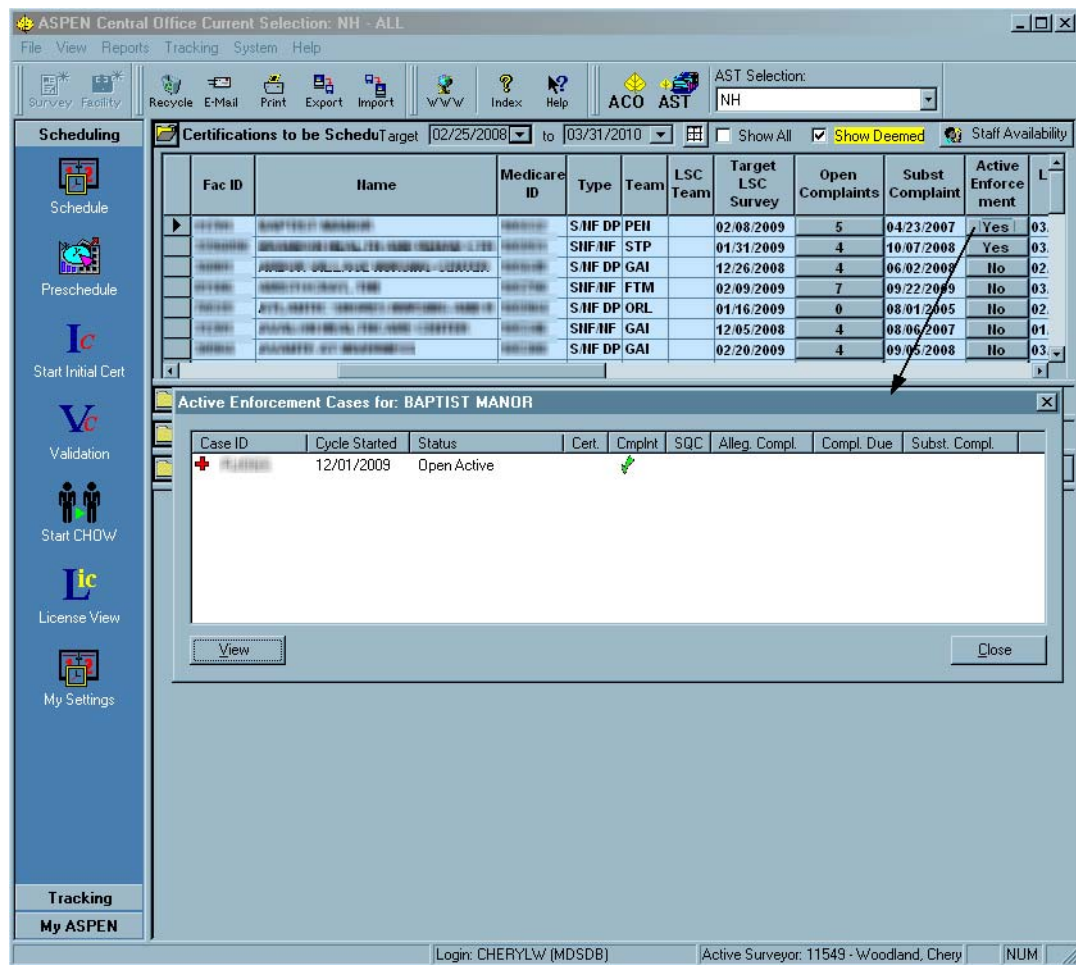 ASPEN Central Office Current Selection: NH - ALL
File View Reports Tracking System Help
Survey Facility Recycle E-Mail Print Export Import WWW Index Help ACO AST
AST Selection:
NH
Scheduling
Certifications to be Schedu Target 02/25/2008 to 03/31/2010 Show All Show Deemed Staff Availability
Fac ID Name Medicare ID Type Team LSC Team Target LSC Survey Open Complaints Subst Complaint Active Enforce ment L
S/NF DP PEN 02/08/2009 5 04/23/2007 Yes 03.
SNF/NF STP 01/31/2009 4 10/07/2008 Yes 03.
S/NF DP GAI 12/26/2008 4 06/02/2008 No 02.
SNF/NF FTM 02/09/2009 7 09/22/2009 No 03.
S/NF DP ORL 01/16/2009 0 08/01/2005 No 02.
SNF/NF GAI 12/05/2008 4 08/06/2007 No 01.
S/NF DP GAI 02/20/2009 4 09/05/2008 No 03.
Schedule
Preschedule
Ic
Start Initial Cert
Vc
Validation
Start CHOW
Lic
License View
My Settings
Active Enforcement Cases for: BAPTIST MANOR
Case ID Cycle Started Status Cert. Cmplnt SQC Alleg. Compl. Compl. Due Subst. Compl.
12/01/2009 Open Active
View
Close
Tracking
My ASPEN
Login: CHERYLW (MDSDB) Active Surveyor: 11549 - Woodland, Chery NUM